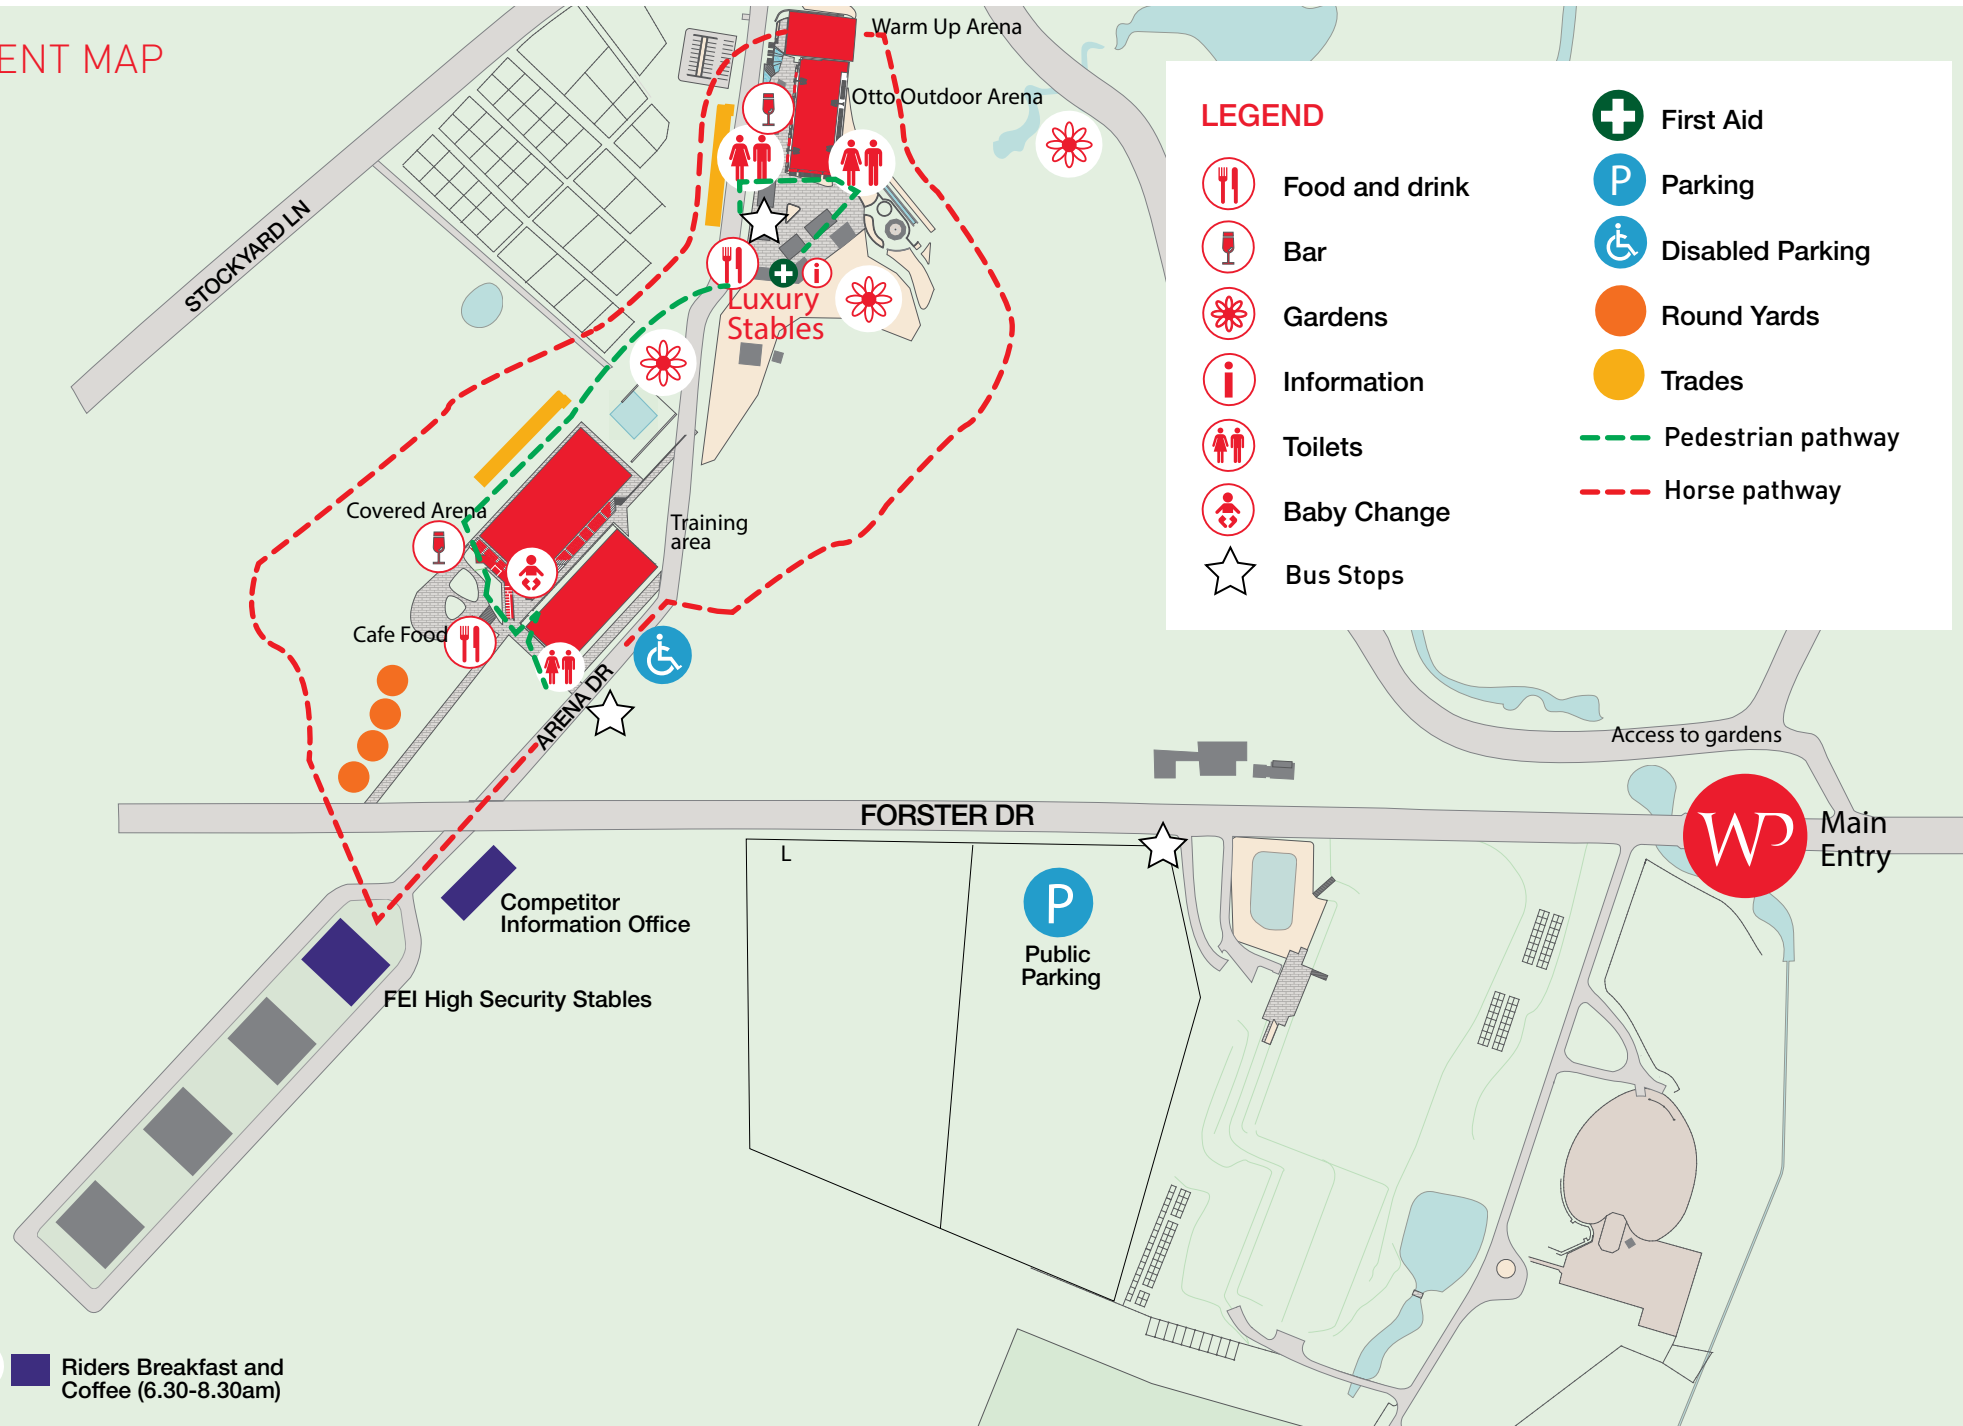 ENT MAP
Warm Up Arena
Otto Outdoor Arena
STOCKYARD LN
Luxury
Stables
Covered Arena
Training
area
Cafe Food
ARENA DR
FORSTER DR
L
Competitor
Information Office
FEI High Security Stables
P
Public
Parking
Access to gardens
WP
Main
Entry
LEGEND
Food and drink
Bar
Gardens
i
Information
Toilets
Baby Change
Bus Stops
First Aid
P
Parking
Disabled Parking
Round Yards
Trades
Pedestrian pathway
Horse pathway
i
Riders Breakfast and
Coffee (6.30-8.30am)